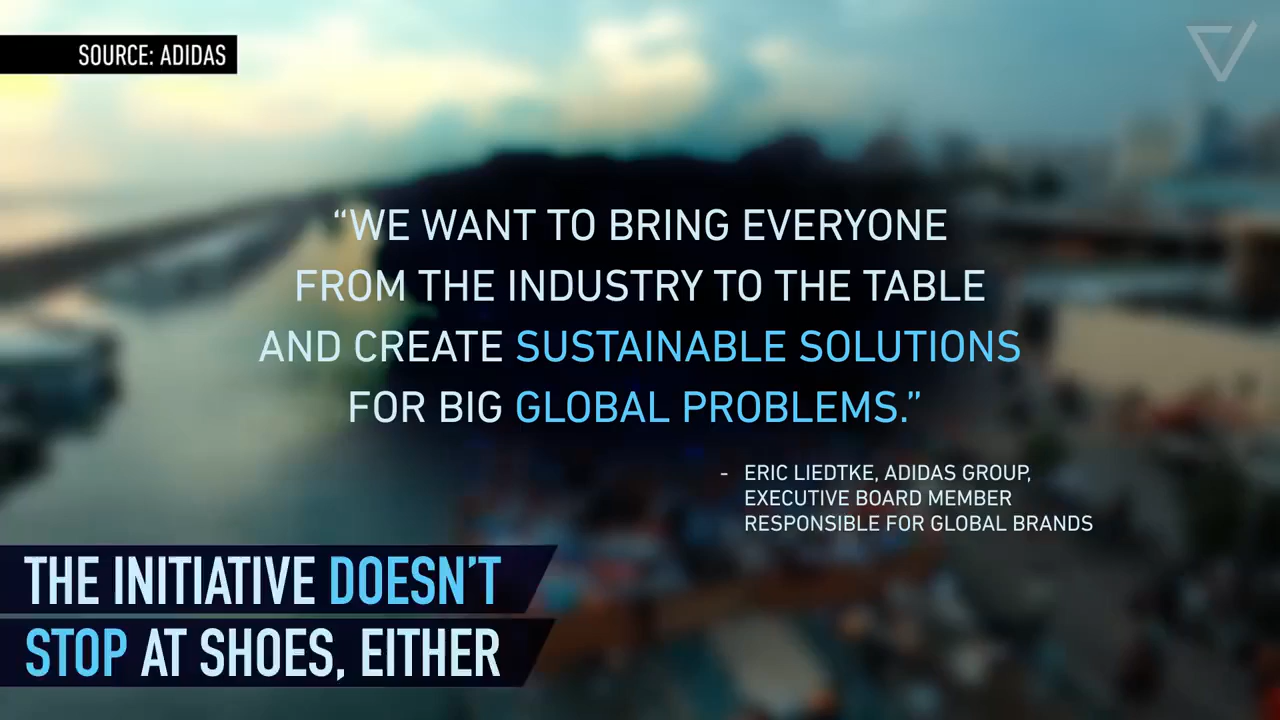 SOURCE: ADIDAS
“WE WANT TO BRING EVERYONE
FROM THE INDUSTRY TO THE TABLE
AND CREATE SUSTAINABLE SOLUTIONS
FOR BIG GLOBAL PROBLEMS.”
- ERIC LIEDTKE, ADIDAS GROUP,
EXECUTIVE BOARD MEMBER
RESPONSIBLE FOR GLOBAL BRANDS
THE INITIATIVE DOESN’T
STOP AT SHOES, EITHER